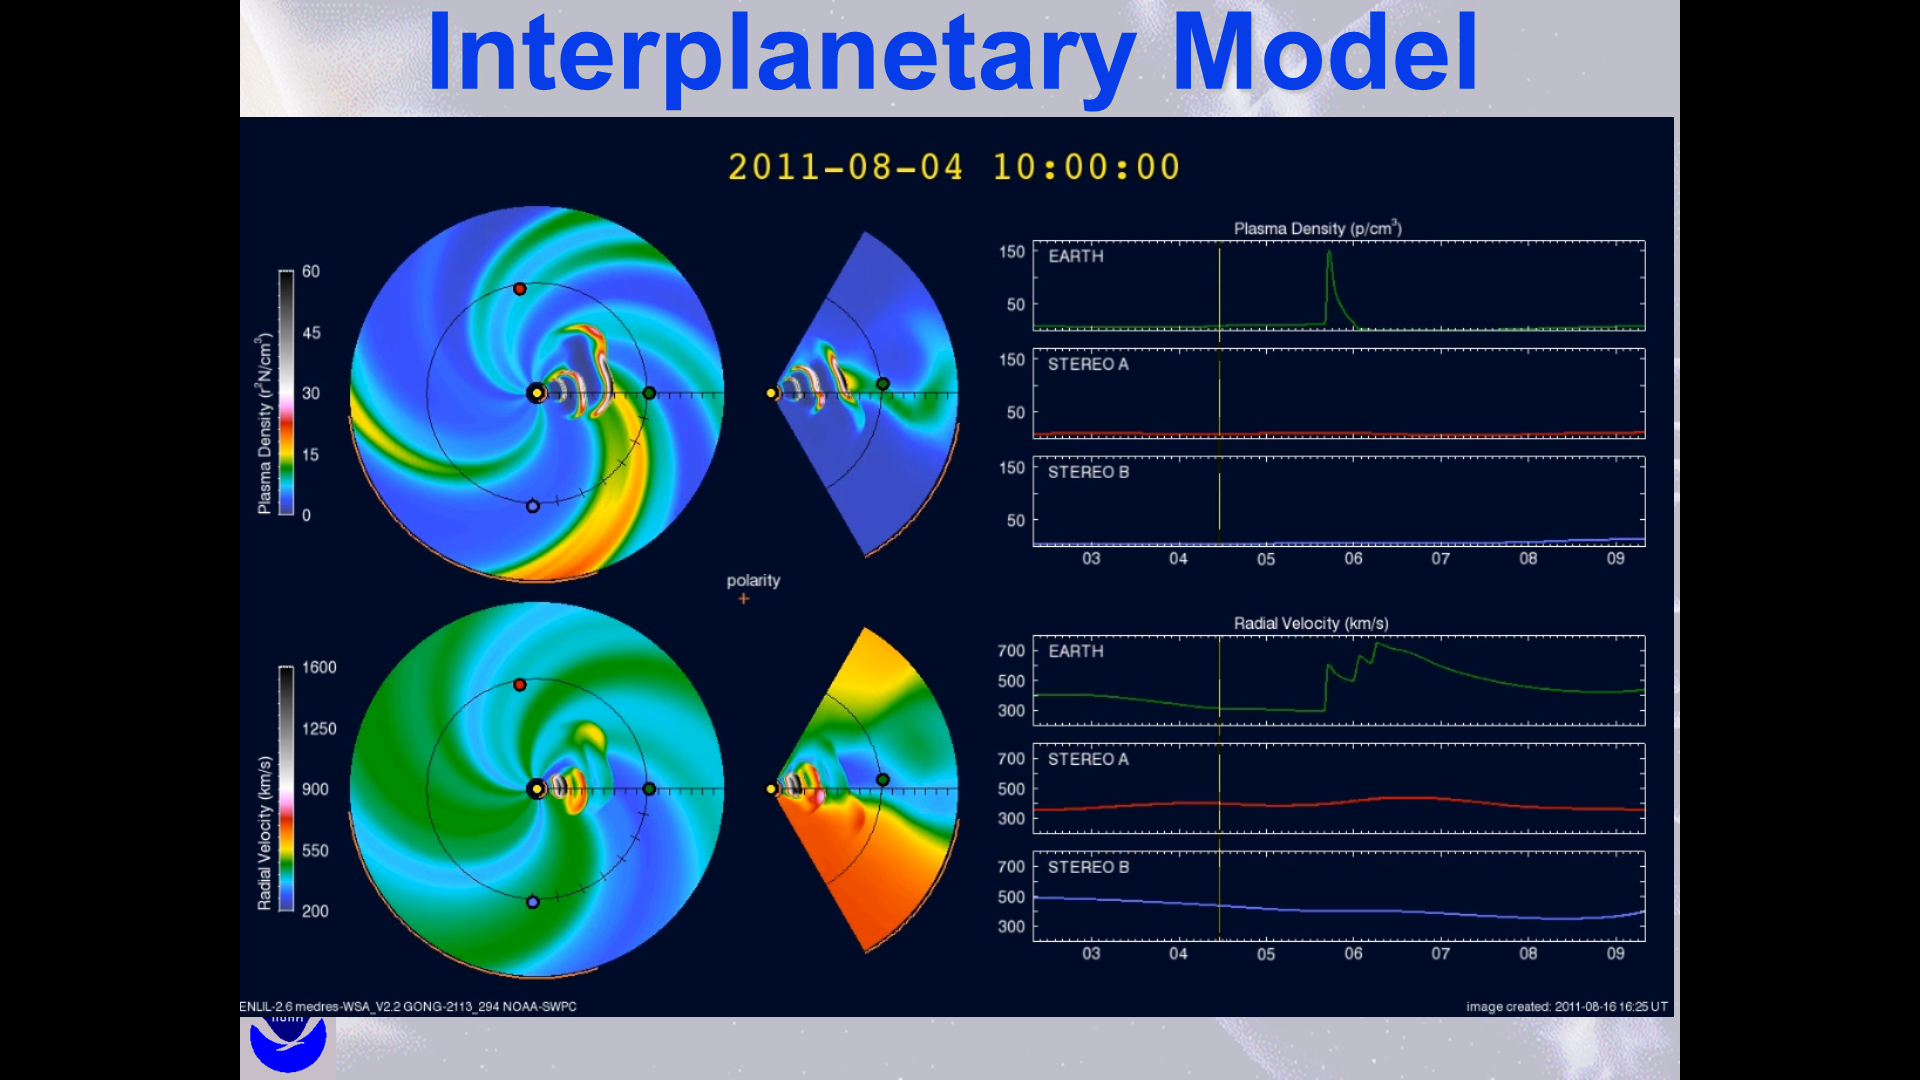 Interplanetary Model
2011-08-04 10:00:00
Plasma Density (r²N/cm³)
60
45
30
15
0
Plasma Density (p/cm³)
150
50
EARTH
150
50
STEREO A
150
50
STEREO B
03 04 05 06 07 08 09
polarity
+
Radial Velocity (km/s)
1600
1250
900
550
200
Radial Velocity (km/s)
700
500
300
EARTH
700
500
300
STEREO A
700
500
300
STEREO B
03 04 05 06 07 08 09
ENLIL-2.6 medres-WSA_V2.2 GONG-2113_294 NOAA-SWPC
image created: 2011-08-16 16:25 UT